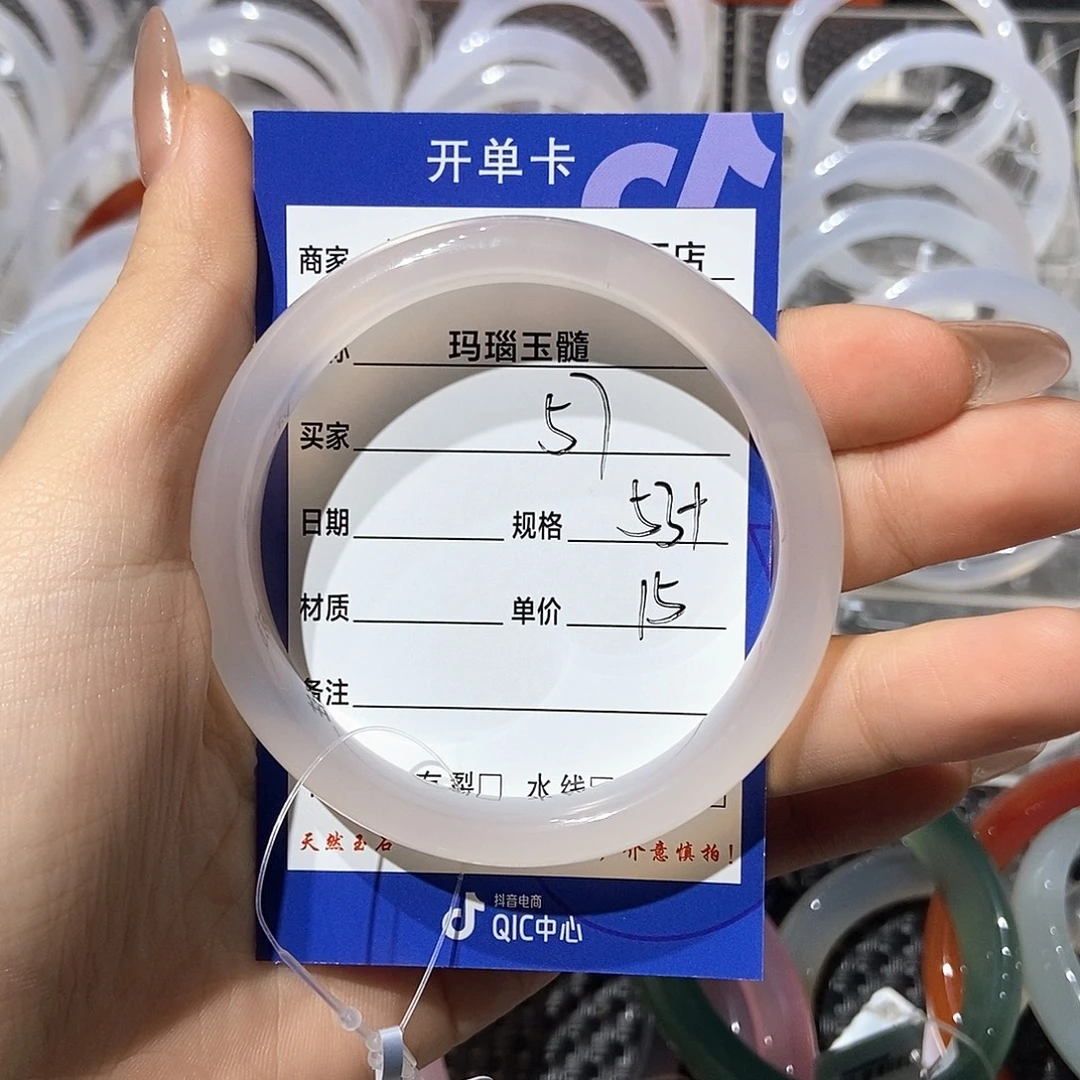 开单卡
商家 店
玛瑙玉髓
买家 57
日期 规格 53+
材质 单价 15
备注
有裂□ 水线□
天然玉石 介意慎拍!
抖音电商
QIC中心